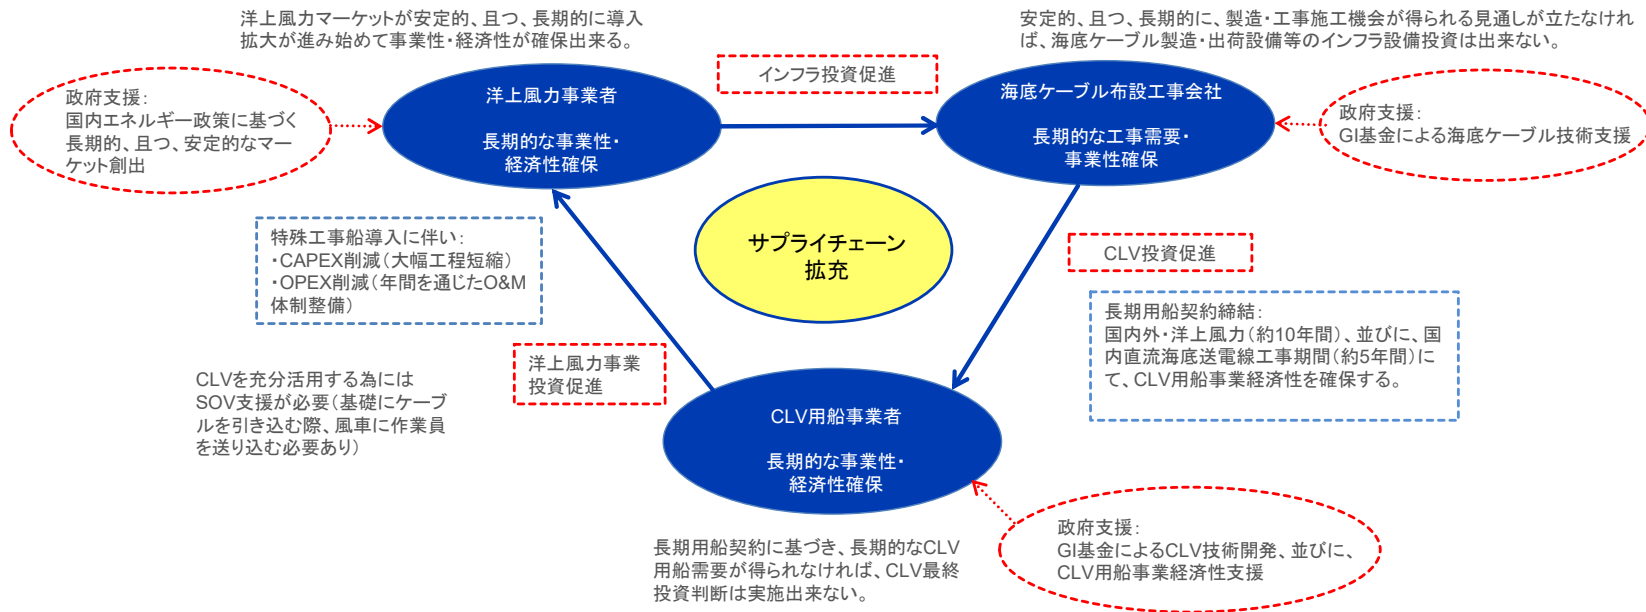 洋上風力マーケットが安定的、且つ、長期的に導入
拡大が進み始めて事業性・経済性が確保出来る。
安定的、且つ、長期的に、製造・工事施工機会が得られる見通しが立たなけれ
ば、海底ケーブル製造・出荷設備等のインフラ設備投資は出来ない。
政府支援:
国内エネルギー政策に基づく
長期的、且つ、安定的なマー
ケット創出
洋上風力事業者
長期的な事業性・
経済性確保
インフラ投資促進
海底ケーブル布設工事会社
長期的な工事需要・
事業性確保
政府支援:
GI基金による海底ケーブル技術支援
特殊工事船導入に伴い:
・CAPEX削減(大幅工程短縮)
・OPEX削減(年間を通じたO&M
体制整備)
サプライチェーン
拡充
CLV投資促進
長期用船契約締結:
国内外・洋上風力(約10年間)、並びに、国
内直流海底送電線工事期間(約5年間)に
て、CLV用船事業経済性を確保する。
洋上風力事業
投資促進
CLVを充分活用する為には
SOV支援が必要(基礎にケーブ
ルを引き込む際、風車に作業員
を送り込む必要あり)
CLV用船事業者
長期的な事業性・
経済性確保
長期用船契約に基づき、長期的なCLV
用船需要が得られなければ、CLV最終
投資判断は実施出来ない。
政府支援:
GI基金によるCLV技術開発、並びに、
CLV用船事業経済性支援